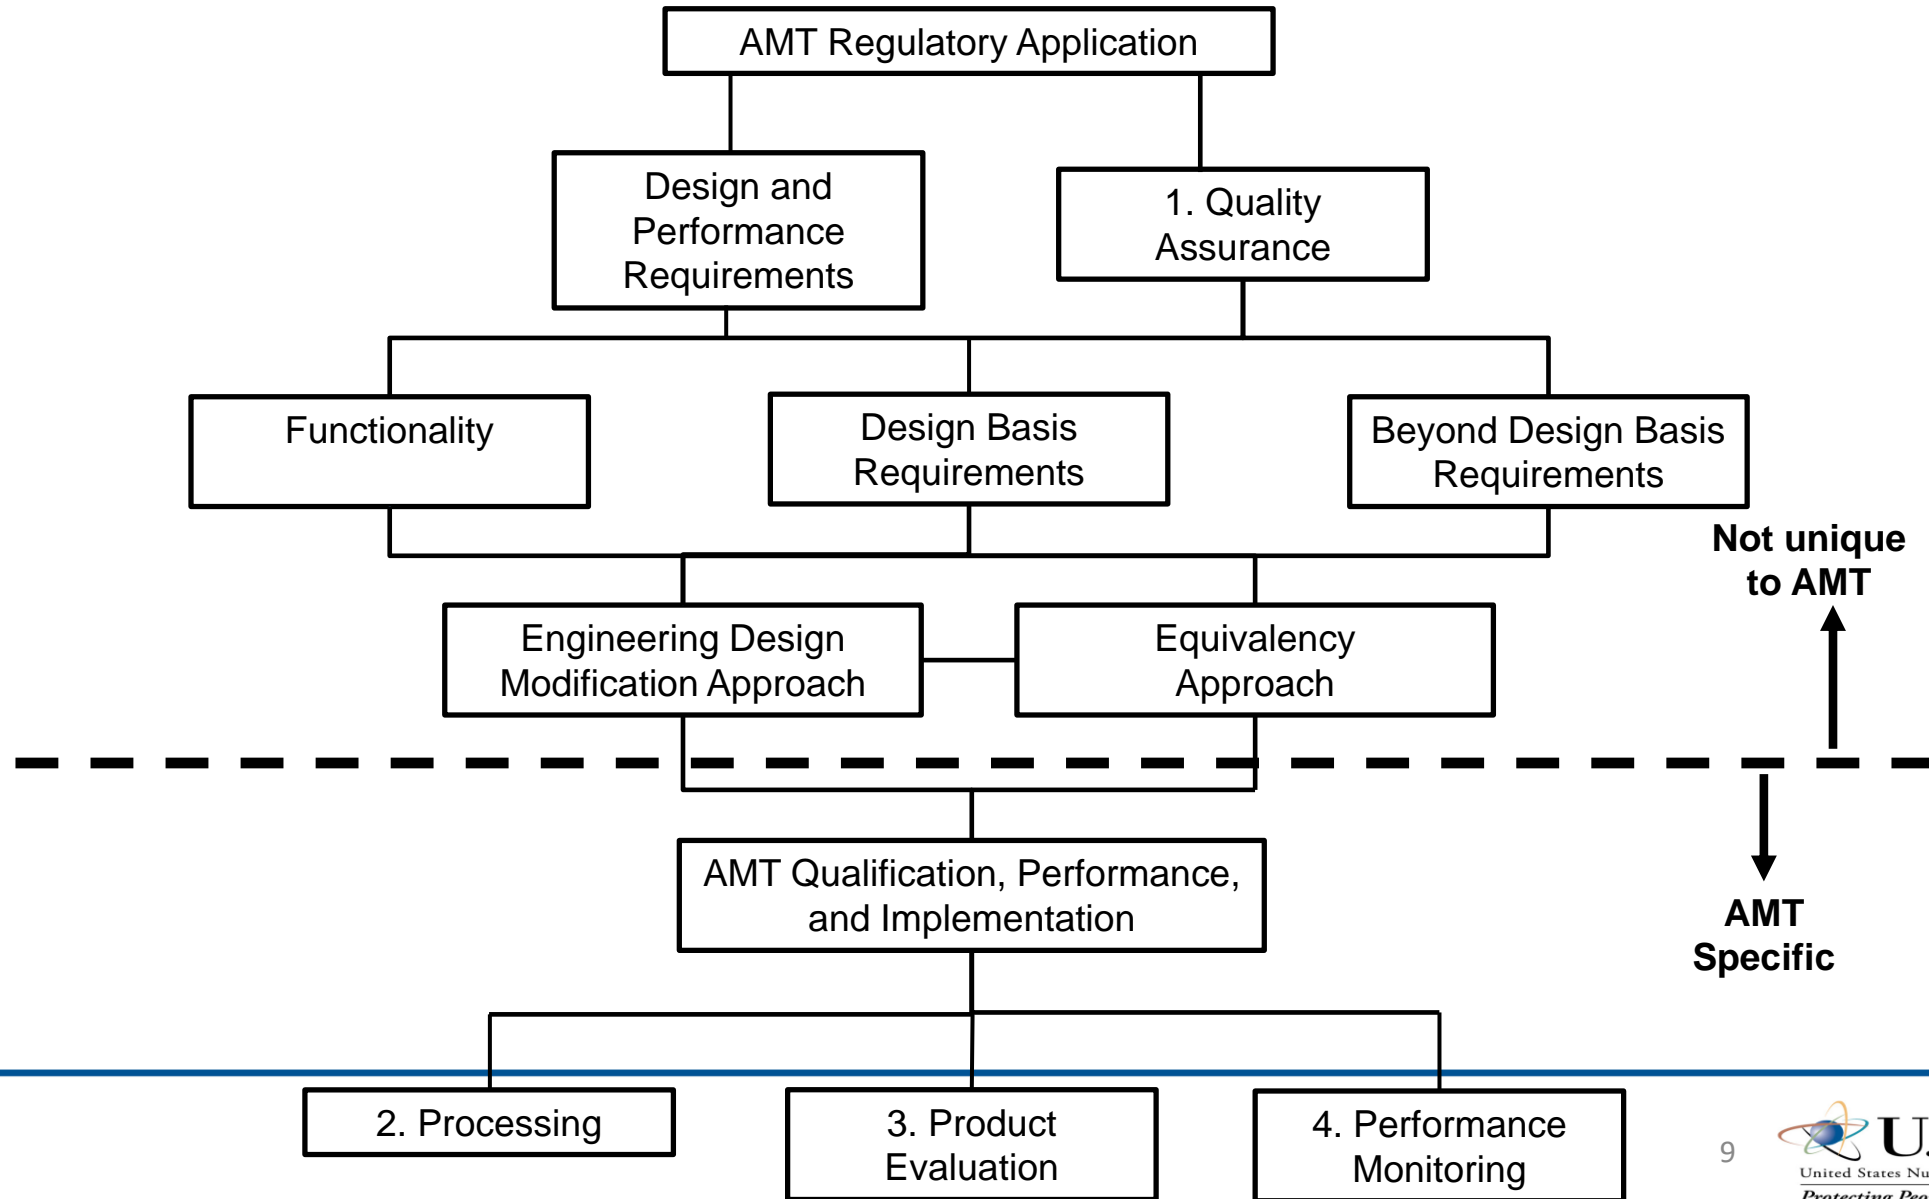 AMT Regulatory Application
Design and
Performance
Requirements
1. Quality
Assurance
Functionality
Design Basis
Requirements
Beyond Design Basis
Requirements
Not unique
to AMT
Engineering Design
Modification Approach
Equivalency
Approach
AMT Qualification, Performance,
and Implementation
AMT
Specific
2. Processing
3. Product
Evaluation
4. Performance
Monitoring
9
United States